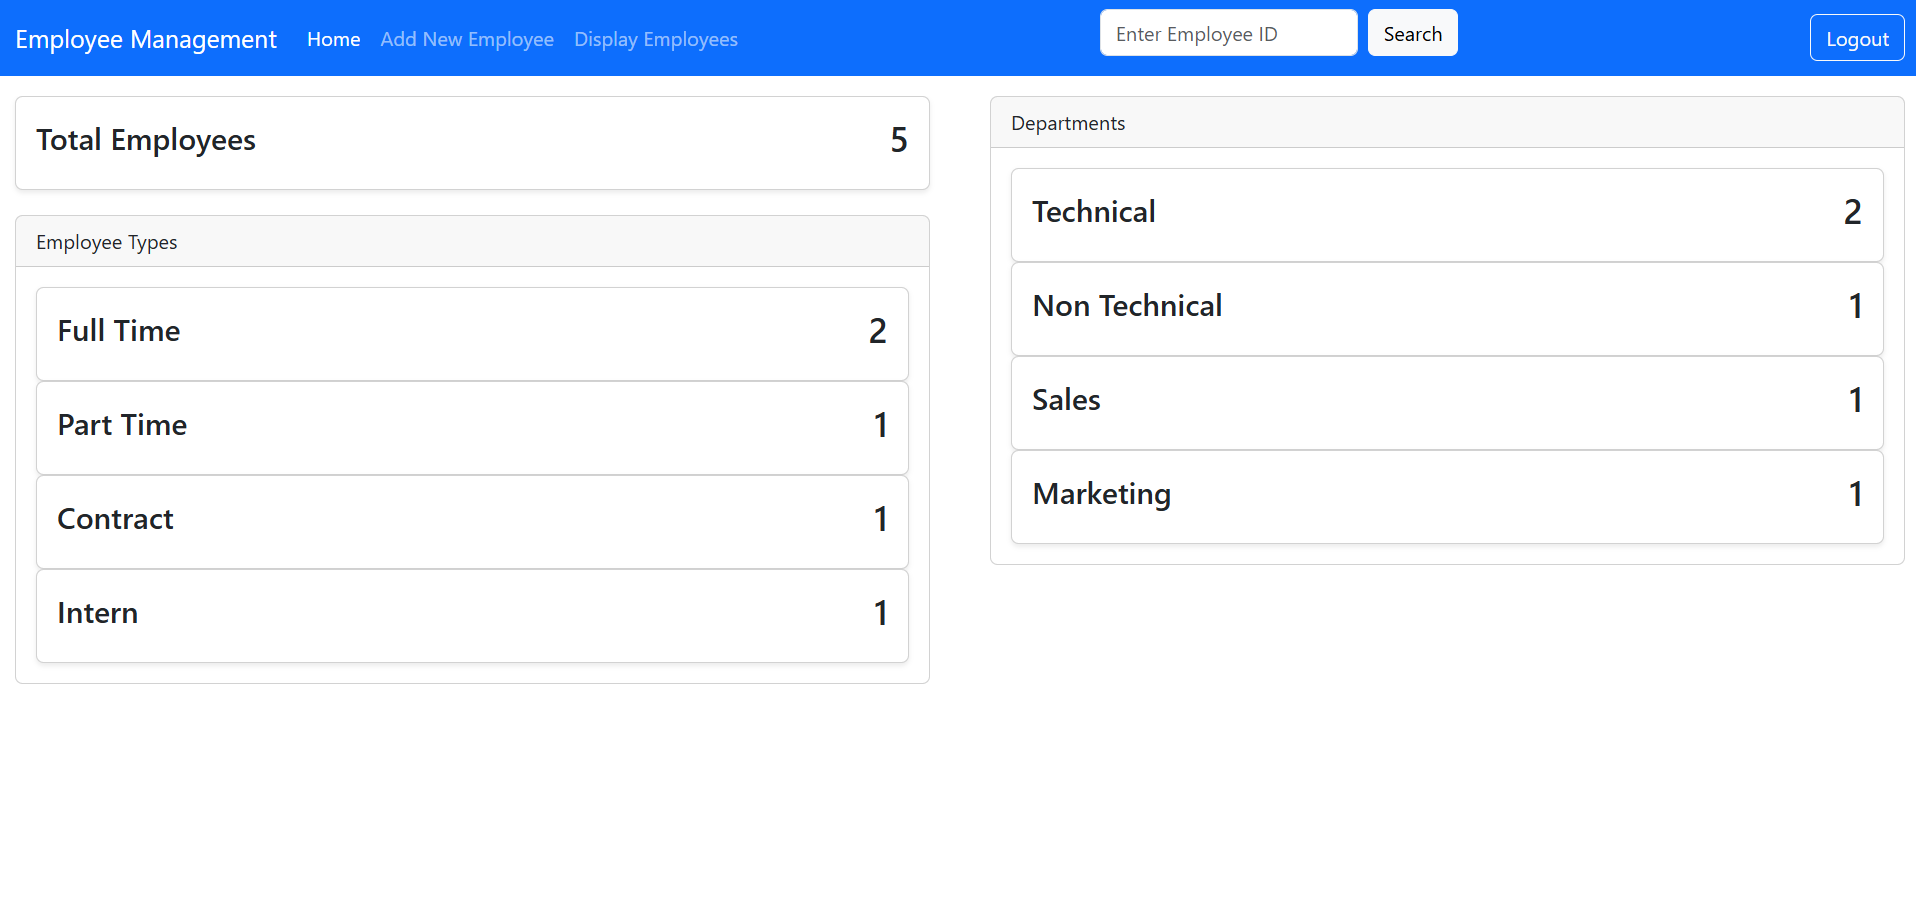 Employee Management Home Add New Employee Display Employees Enter Employee ID Search Logout
Total Employees 5
Employee Types
Full Time 2
Part Time 1
Contract 1
Intern 1
Departments
Technical 2
Non Technical 1
Sales 1
Marketing 1